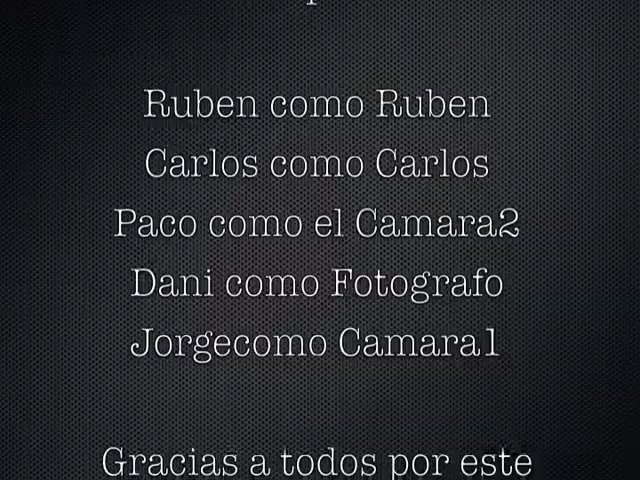 Ruben como Ruben
Carlos como Carlos
Paco como el Camara2
Dani como Fotografo
Jorgecomo Camara1
Gracias a todos por este